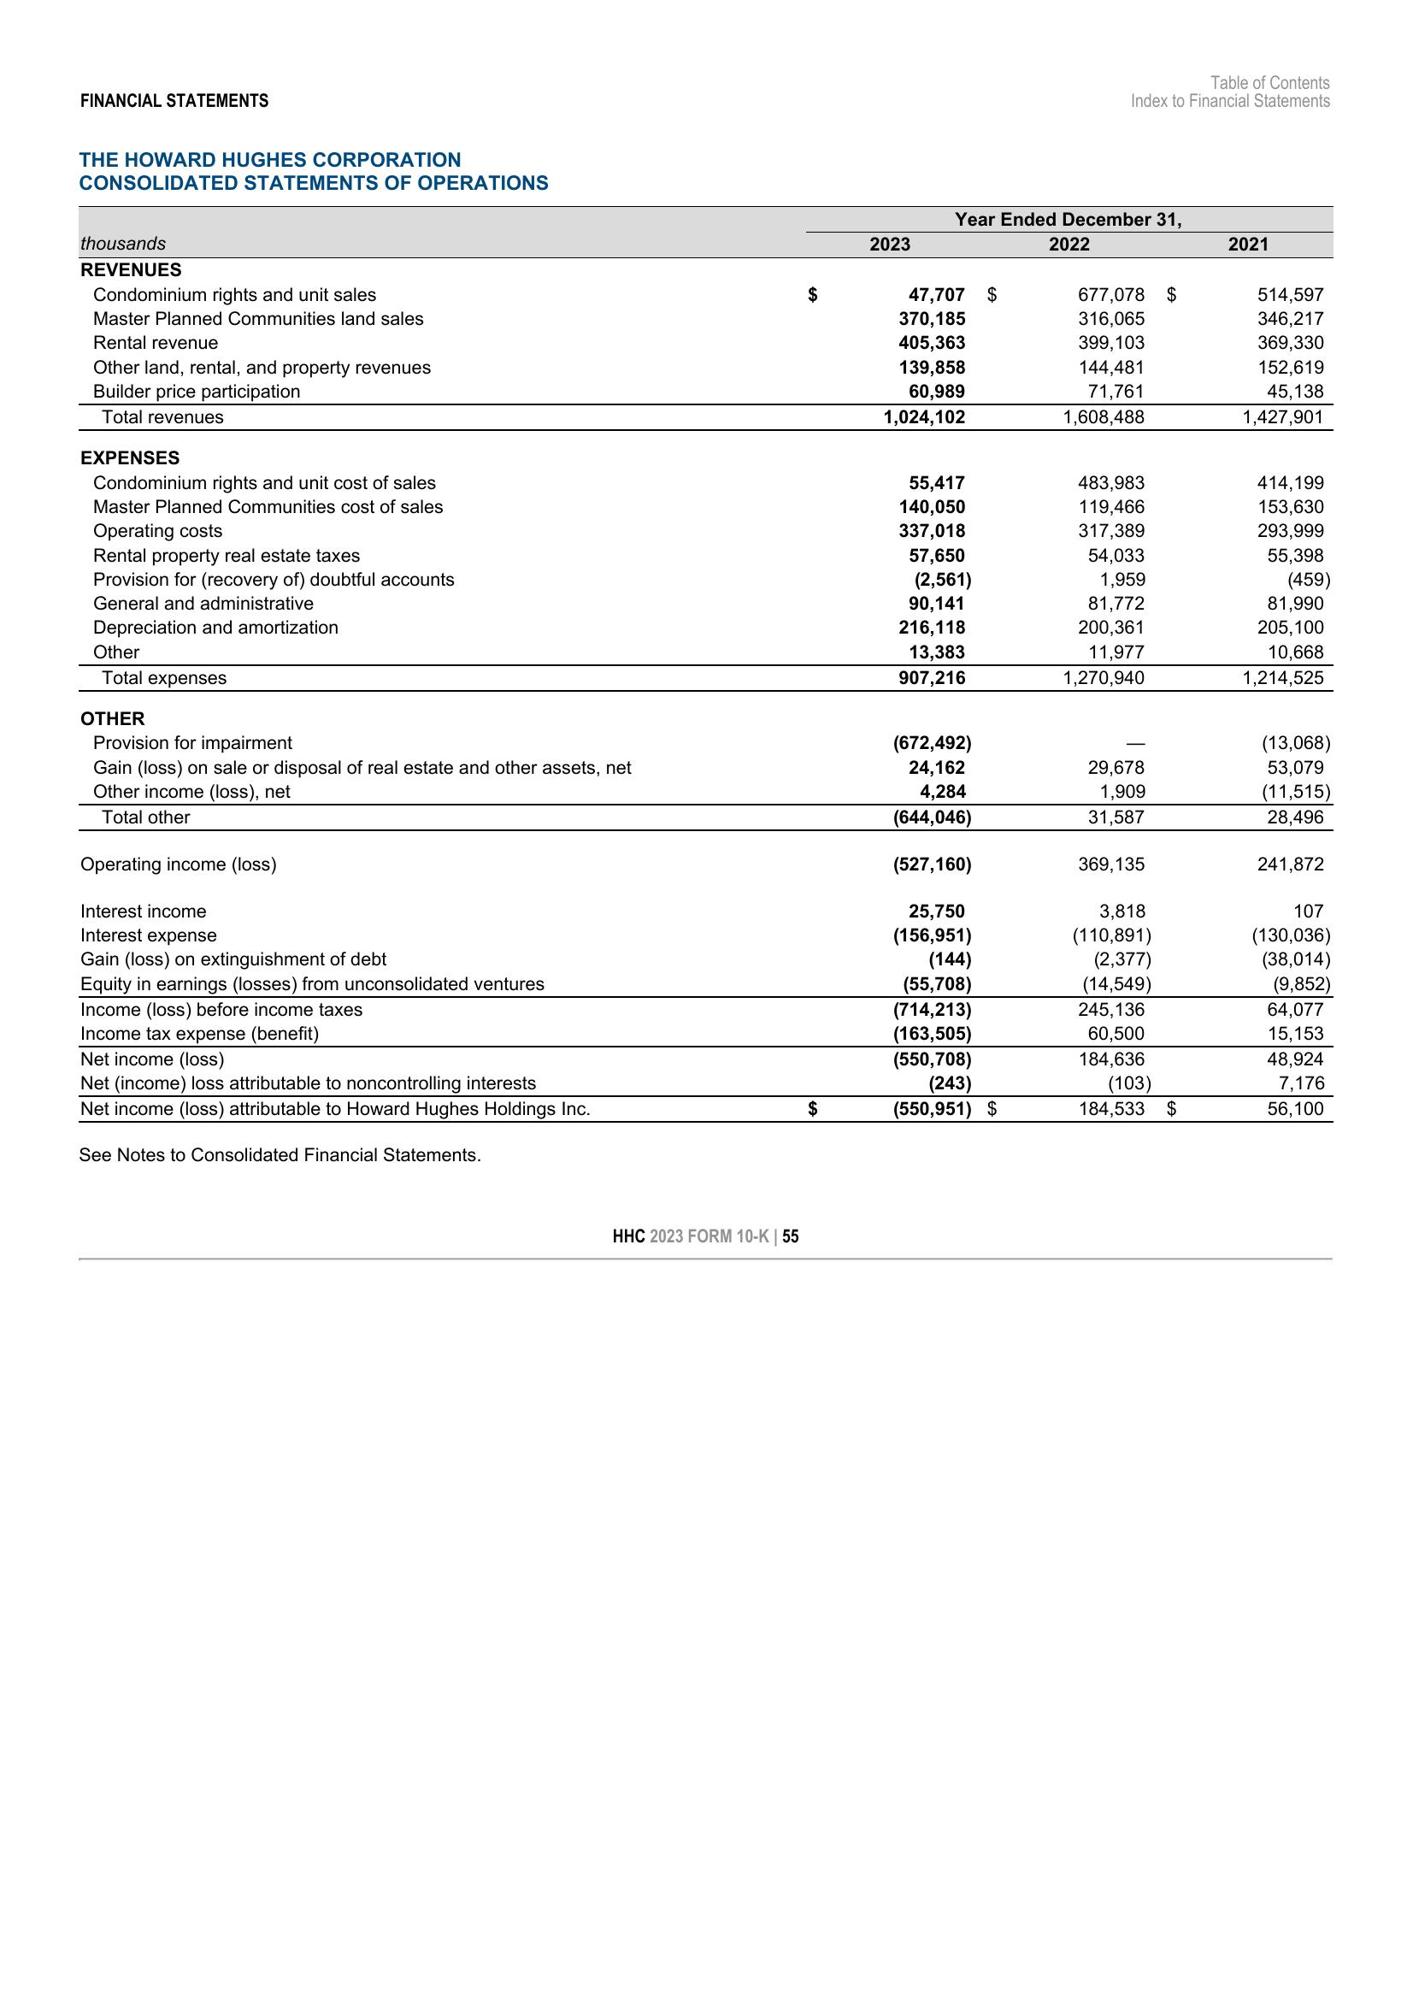 Table of Contents
FINANCIAL STATEMENTS Index to Financial Statements
THE HOWARD HUGHES CORPORATION
CONSOLIDATED STATEMENTS OF OPERATIONS
Year Ended December 31,
thousands 2023 2022 2021
REVENUES
Condominium rights and unit sales $ 47,707 $ 677,078 $ 514,597
Master Planned Communities land sales 370,185 316,065 346,217
Rental revenue 405,363 399,103 369,330
Other land, rental, and property revenues 139,858 144,481 152,619
Builder price participation 60,989 71,761 45,138
Total revenues 1,024,102 1,608,488 1,427,901
EXPENSES
Condominium rights and unit cost of sales 55,417 483,983 414,199
Master Planned Communities cost of sales 140,050 119,466 153,630
Operating costs 337,018 317,389 293,999
Rental property real estate taxes 57,650 54,033 55,398
Provision for (recovery of) doubtful accounts (2,561) 1,959 (459)
General and administrative 90,141 81,772 81,990
Depreciation and amortization 216,118 200,361 205,100
Other 13,383 11,977 10,668
Total expenses 907,216 1,270,940 1,214,525
OTHER
Provision for impairment (672,492) — (13,068)
Gain (loss) on sale or disposal of real estate and other assets, net 24,162 29,678 53,079
Other income (loss), net 4,284 1,909 (11,515)
Total other (644,046) 31,587 28,496
Operating income (loss) (527,160) 369,135 241,872
Interest income 25,750 3,818 107
Interest expense (156,951) (110,891) (130,036)
Gain (loss) on extinguishment of debt (144) (2,377) (38,014)
Equity in earnings (losses) from unconsolidated ventures (55,708) (14,549) (9,852)
Income (loss) before income taxes (714,213) 245,136 64,077
Income tax expense (benefit) (163,505) 60,500 15,153
Net income (loss) (550,708) 184,636 48,924
Net (income) loss attributable to noncontrolling interests (243) (103) 7,176
Net income (loss) attributable to Howard Hughes Holdings Inc. $ (550,951) $ 184,533 $ 56,100
See Notes to Consolidated Financial Statements.
HHC 2023 FORM 10-K | 55